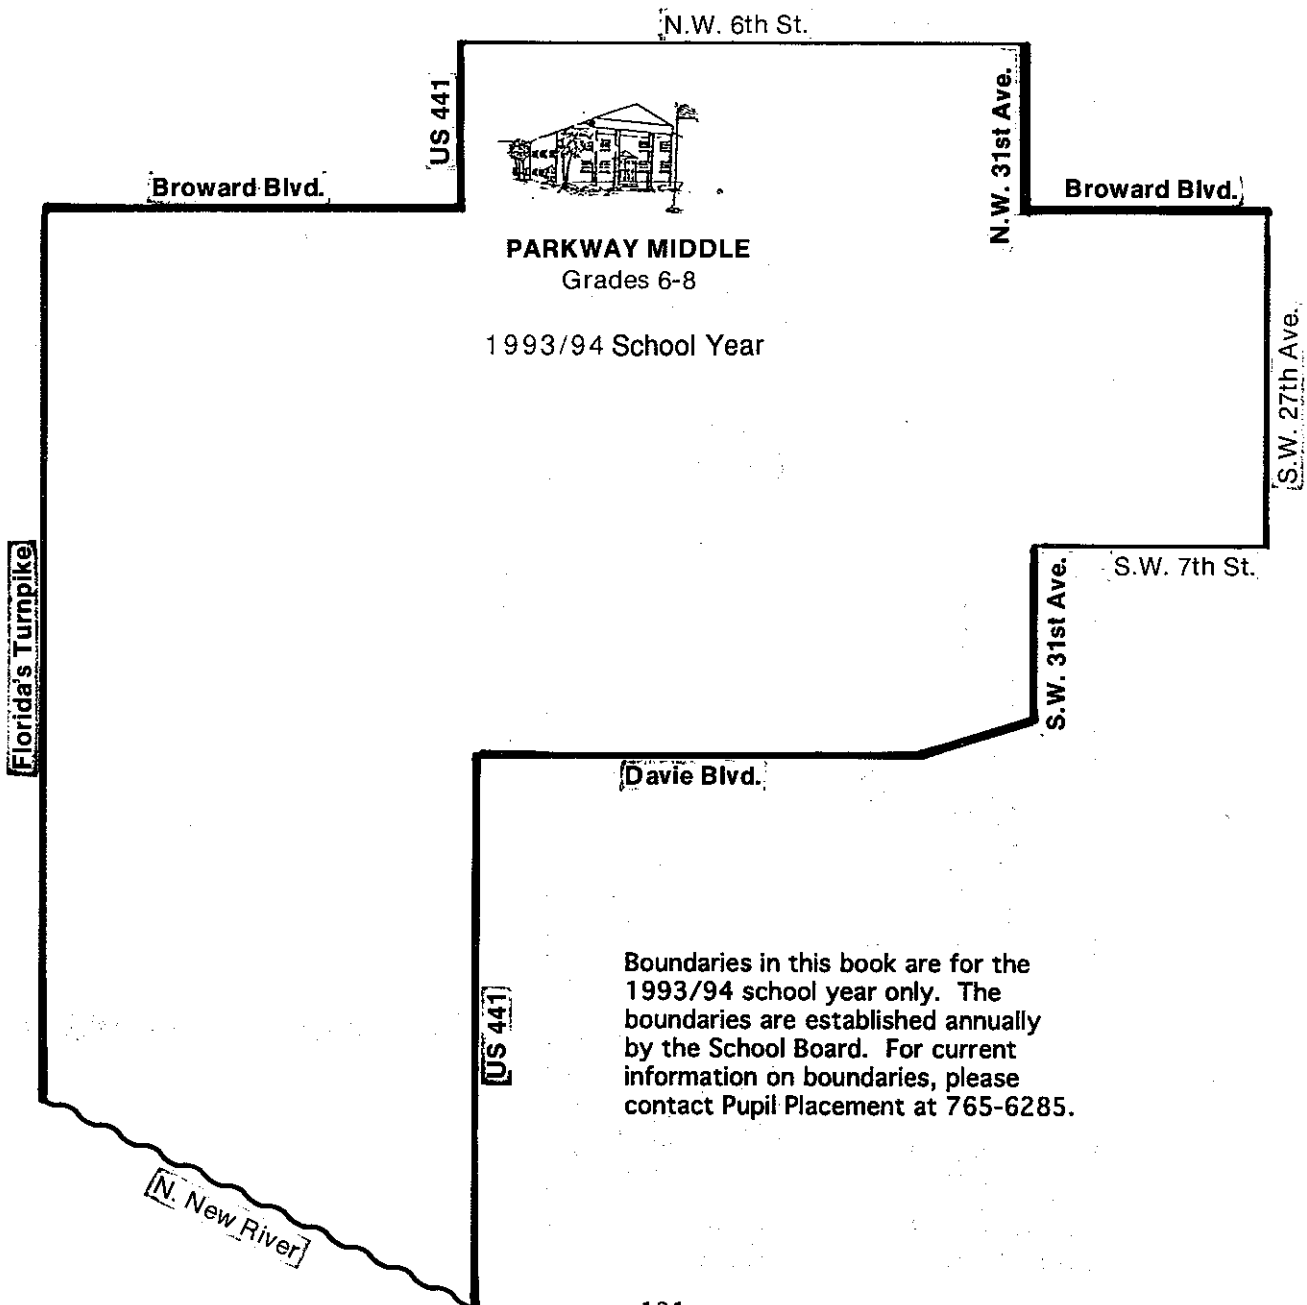 N.W. 6th St.
US 441
N.W. 31st Ave.
Broward Blvd.
Broward Blvd.
PARKWAY MIDDLE
Grades 6-8
1993/94 School Year
S.W. 27th Ave.
Florida's Turnpike
S.W. 7th St.
S.W. 31st Ave.
Davie Blvd.
US 441
Boundaries in this book are for the
1993/94 school year only. The
boundaries are established annually
by the School Board. For current
information on boundaries, please
contact Pupil Placement at 765-6285.
N. New River